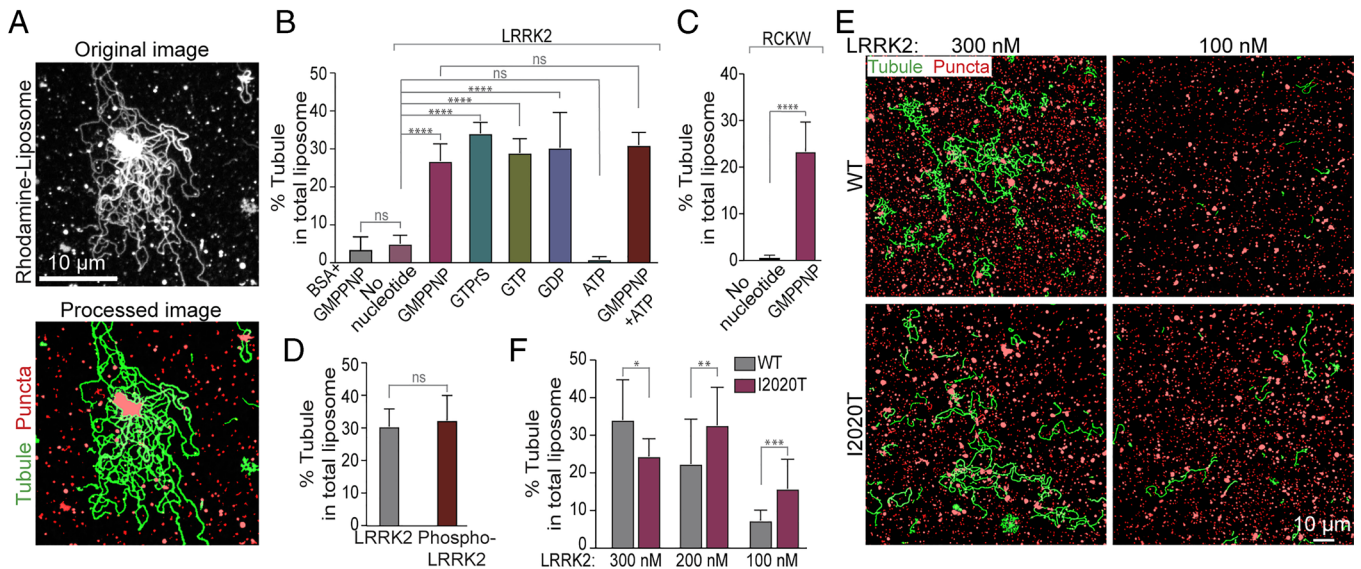 A
Original image
Rhodamine-Liposome
10 µm
Processed image
Tubule Puncta
B
LRRK2
ns
ns
****
****
****
****
ns
% Tubule
in total liposome
50
40
30
20
10
0
BSA+
GMPPNP
No
nucleotide
GMPPNP
GTPrS
GTP
GDP
ATP
GMPPNP
+ATP
C
RCKW
****
% Tubule
in total liposome
40
30
20
10
0
No
nucleotide
GMPPNP
D
ns
% Tubule
in total liposome
50
40
30
20
10
0
LRRK2
Phospho-
LRRK2
E
LRRK2: 300 nM 100 nM
Tubule Puncta
WT
I2020T
10 µm
F
WT
I2020T
*
**
***
% Tubule
in total liposome
50
40
30
20
10
0
LRRK2: 300 nM 200 nM 100 nM